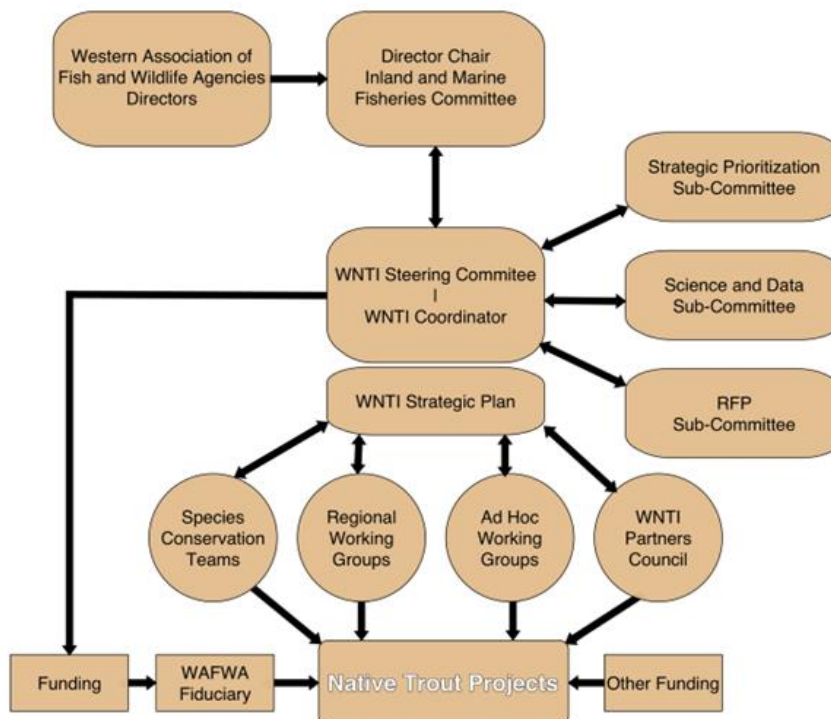 Western Association of
Fish and Wildlife Agencies
Directors
Director Chair
Inland and Marine
Fisheries Committee
Strategic Prioritization
Sub-Committee
WNTI Steering Commitee
|
WNTI Coordinator
Science and Data
Sub-Committee
RFP
Sub-Committee
WNTI Strategic Plan
Species
Conservation
Teams
Regional
Working
Groups
Ad Hoc
Working
Groups
WNTI
Partners
Council
Funding
WAFWA
Fiduciary
Native Trout Projects
Other Funding